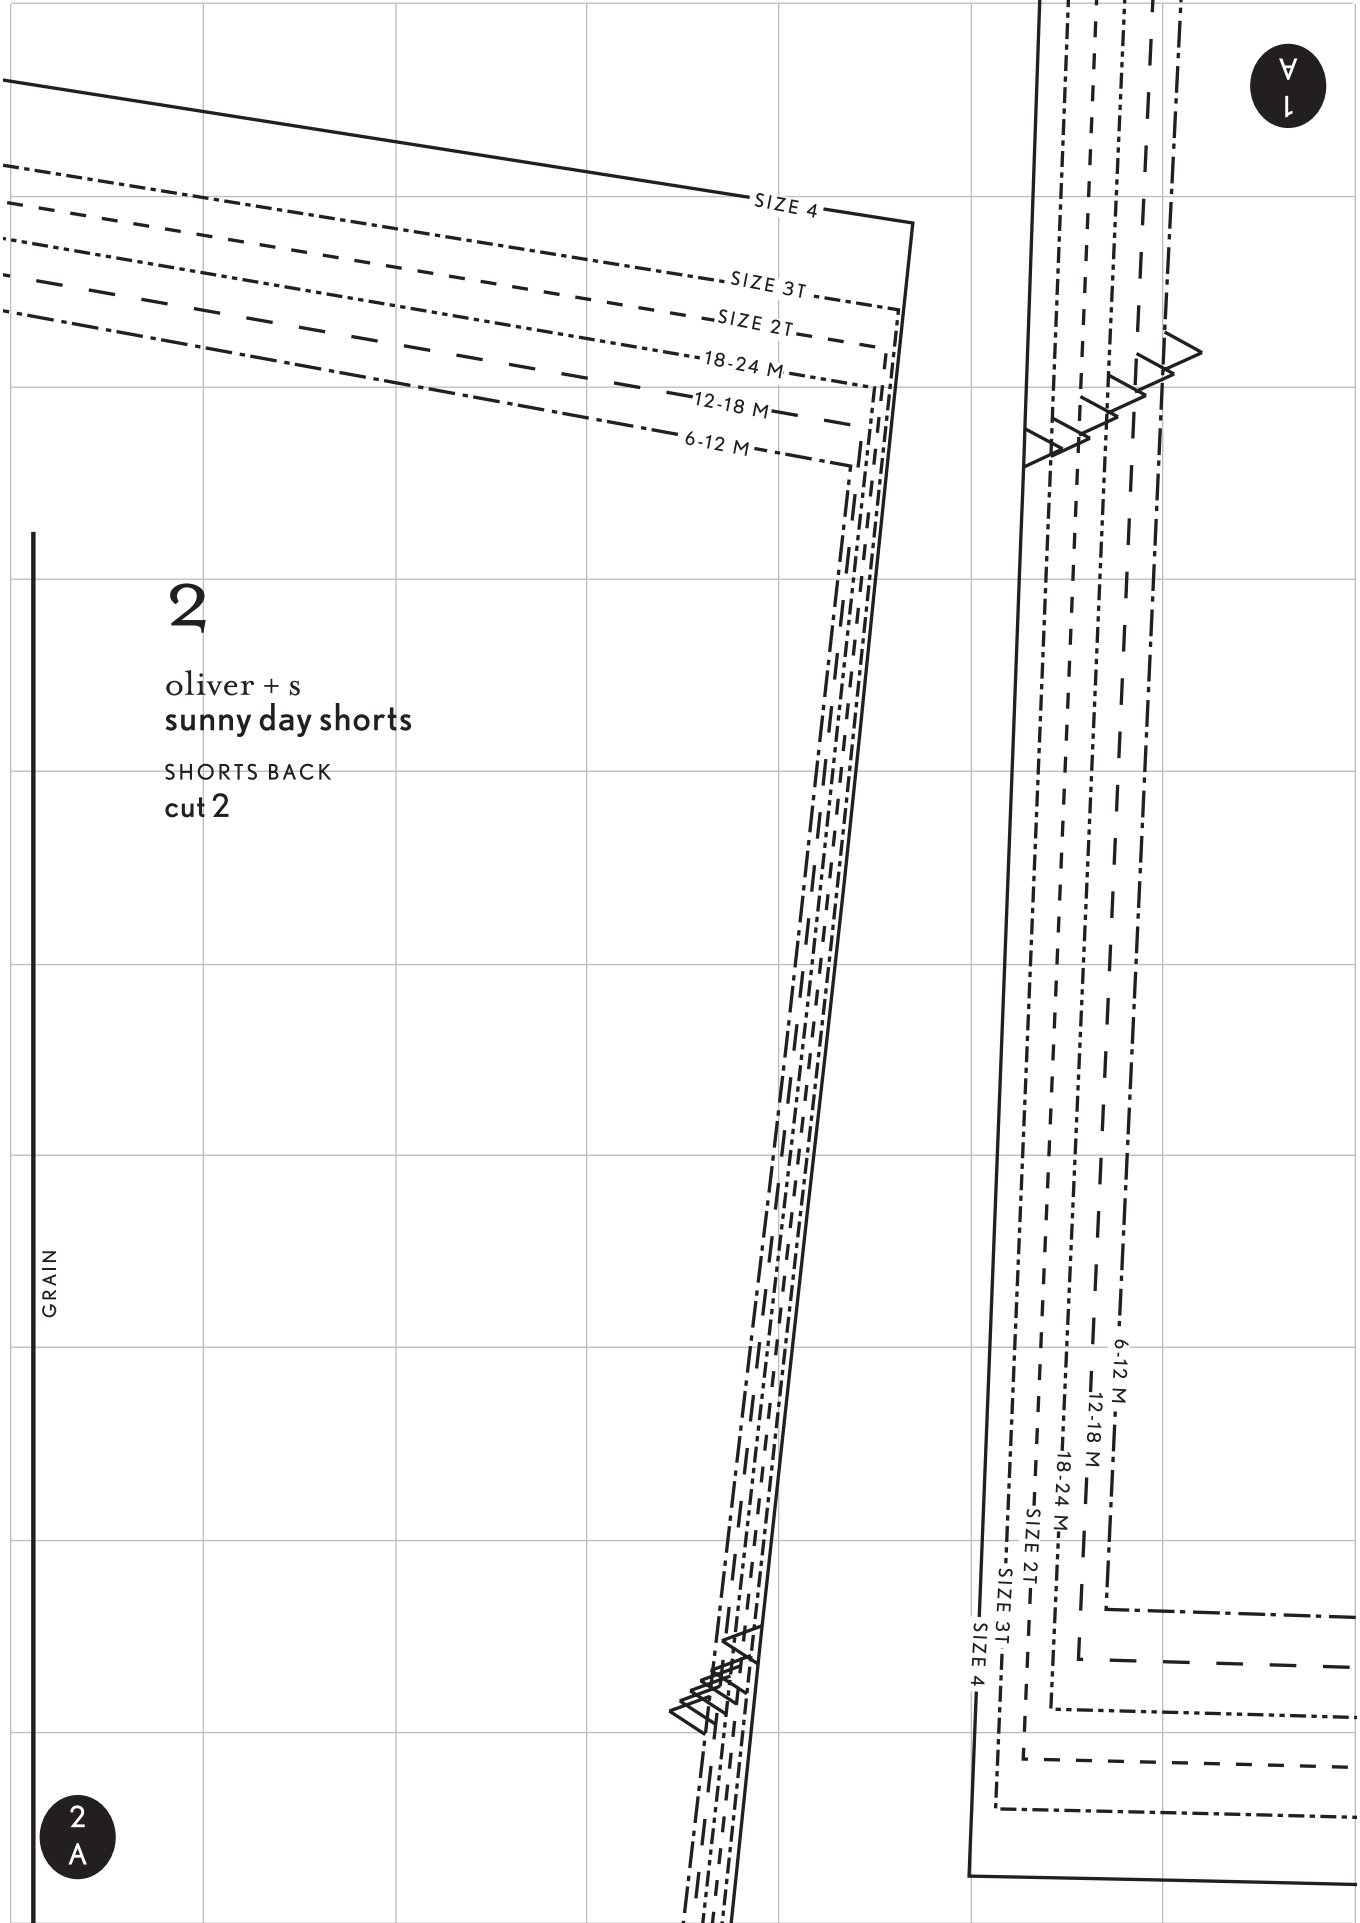 A
1
SIZE 4
SIZE 3T
SIZE 2T
18-24 M
12-18 M
6-12 M
2
oliver + s
sunny day shorts
SHORTS BACK
cut 2
GRAIN
6-12 M
12-18 M
18-24 M
SIZE 2T
SIZE 3T
SIZE 4
2
A